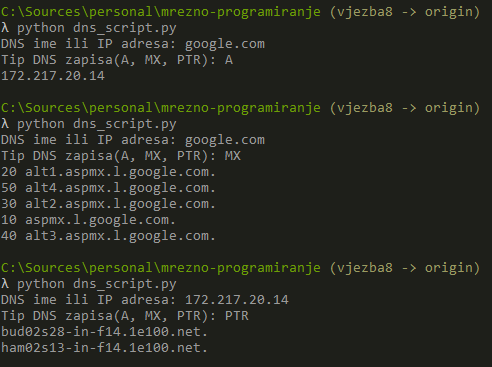 C:\Sources\personal\mrezno-programiranje (vjezba8 -> origin)
λ python dns_script.py
DNS ime ili IP adresa: google.com
Tip DNS zapisa(A, MX, PTR): A
172.217.20.14
C:\Sources\personal\mrezno-programiranje (vjezba8 -> origin)
λ python dns_script.py
DNS ime ili IP adresa: google.com
Tip DNS zapisa(A, MX, PTR): MX
20 alt1.aspmx.l.google.com.
50 alt4.aspmx.l.google.com.
30 alt2.aspmx.l.google.com.
10 aspmx.l.google.com.
40 alt3.aspmx.l.google.com.
C:\Sources\personal\mrezno-programiranje (vjezba8 -> origin)
λ python dns_script.py
DNS ime ili IP adresa: 172.217.20.14
Tip DNS zapisa(A, MX, PTR): PTR
bud02s28-in-f14.1e100.net.
ham02s13-in-f14.1e100.net.